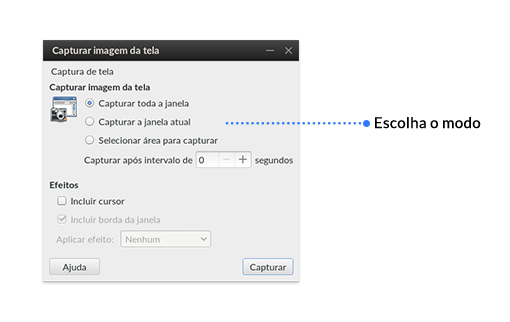 Capturar imagem da tela
Captura de tela
Capturar imagem da tela
Capturar toda a janela
Capturar a janela atual
Escolha o modo
Selecionar área para capturar
Capturar após intervalo de 0 − + segundos
Efeitos
Incluir cursor
Incluir borda da janela
Aplicar efeito: Nenhum
Ajuda Capturar